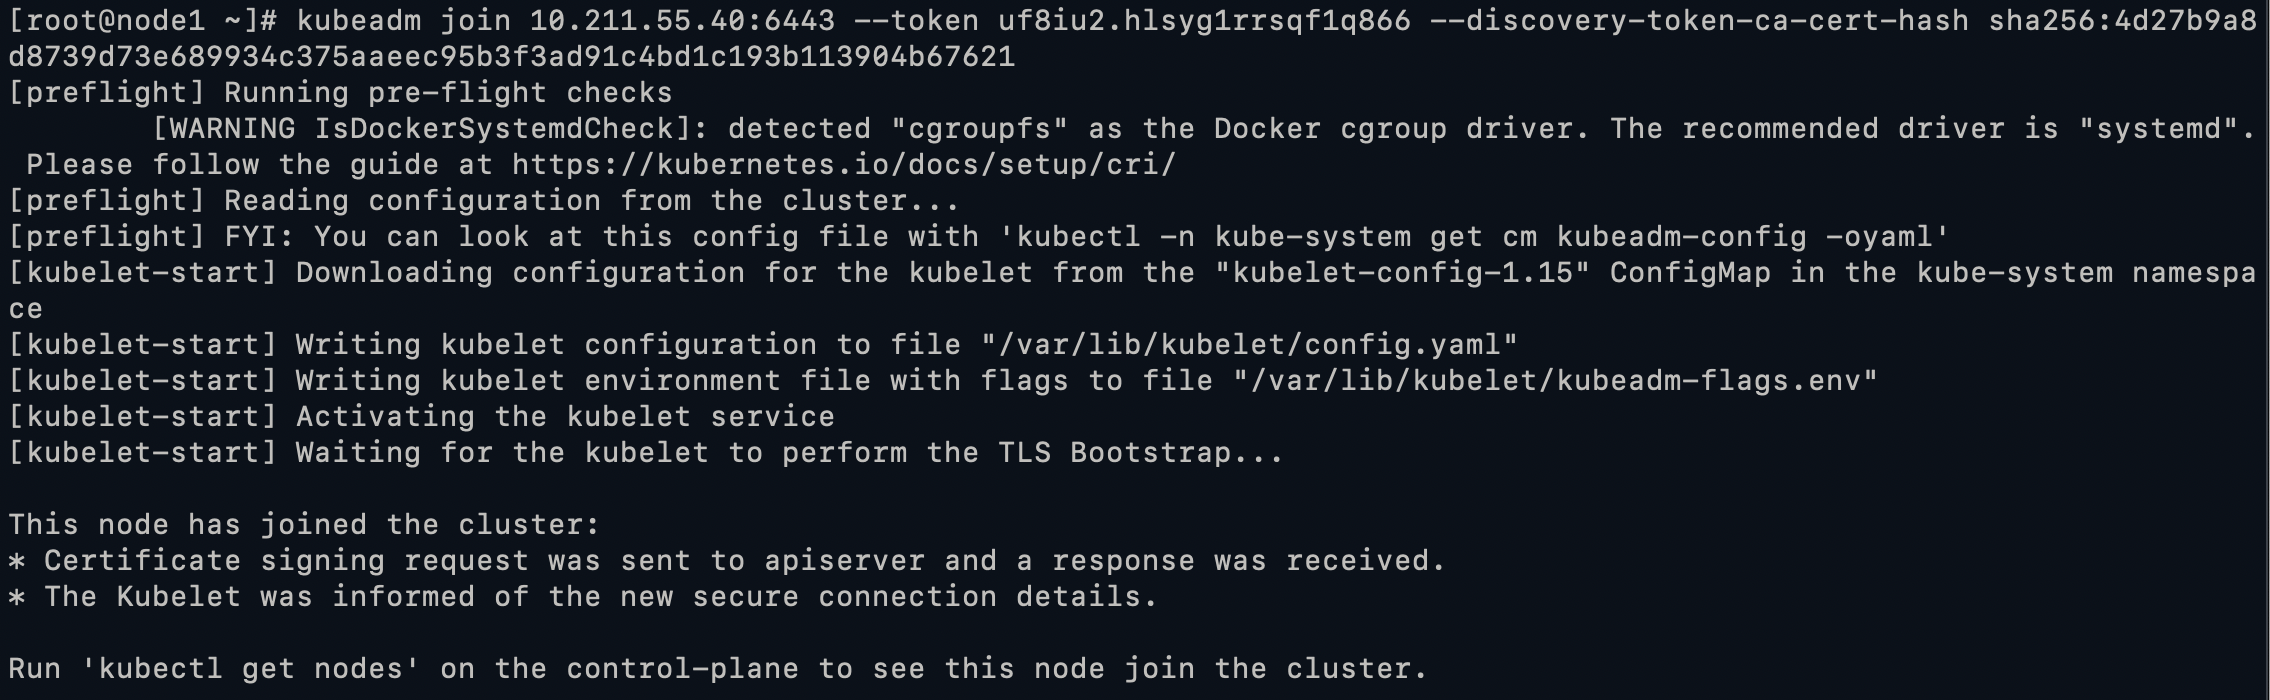 [root@node1 ~]# kubeadm join 10.211.55.40:6443 --token uf8iu2.hlsyg1rrsqf1q866 --discovery-token-ca-cert-hash sha256:4d27b9a8
d8739d73e689934c375aaeec95b3f3ad91c4bd1c193b113904b67621
[preflight] Running pre-flight checks
        [WARNING IsDockerSystemdCheck]: detected "cgroupfs" as the Docker cgroup driver. The recommended driver is "systemd".
 Please follow the guide at https://kubernetes.io/docs/setup/cri/
[preflight] Reading configuration from the cluster...
[preflight] FYI: You can look at this config file with 'kubectl -n kube-system get cm kubeadm-config -oyaml'
[kubelet-start] Downloading configuration for the kubelet from the "kubelet-config-1.15" ConfigMap in the kube-system namespa
ce
[kubelet-start] Writing kubelet configuration to file "/var/lib/kubelet/config.yaml"
[kubelet-start] Writing kubelet environment file with flags to file "/var/lib/kubelet/kubeadm-flags.env"
[kubelet-start] Activating the kubelet service
[kubelet-start] Waiting for the kubelet to perform the TLS Bootstrap...

This node has joined the cluster:
* Certificate signing request was sent to apiserver and a response was received.
* The Kubelet was informed of the new secure connection details.

Run 'kubectl get nodes' on the control-plane to see this node join the cluster.